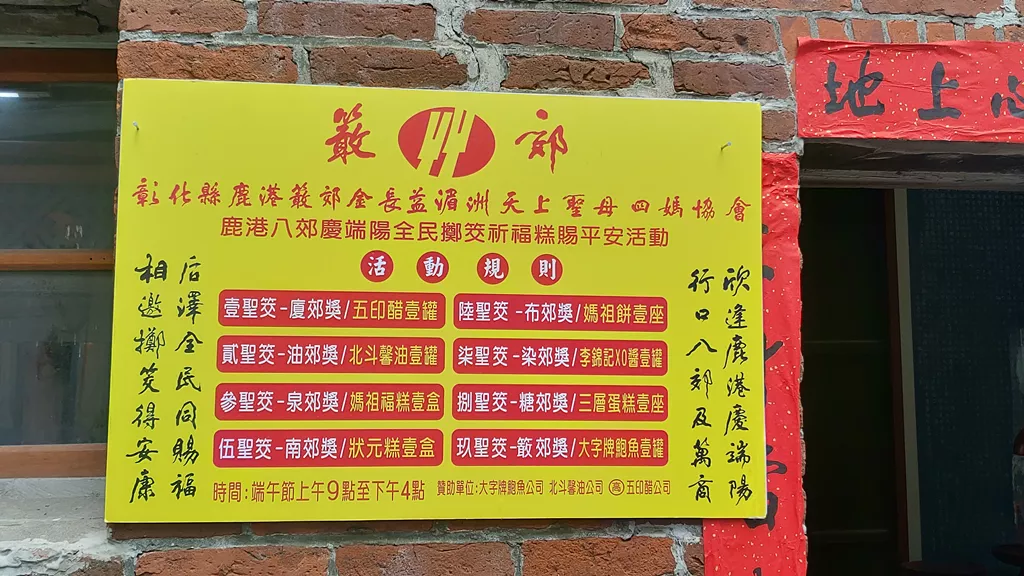 簸 郊
彰化縣鹿港簸郊金長益湄洲天上聖母四媽協會
鹿港八郊慶端陽全民擲筊祈福糕賜平安活動
活動規則
欣逢鹿港慶端陽
行口八郊及萬商
壹聖筊-廈郊獎/五印醋壹罐
陸聖筊-布郊獎/媽祖餅壹座
貳聖筊-油郊獎/北斗馨油壹罐
柒聖筊-染郊獎/李錦記XO醬壹罐
參聖筊-泉郊獎/媽祖福糕壹盒
捌聖筊-糖郊獎/三層蛋糕壹座
伍聖筊-南郊獎/狀元糕壹盒
玖聖筊-簸郊獎/大字牌鮑魚壹罐
后澤全民同賜福
相邀擲筊得安康
時間:端午節上午9點至下午4點
贊助單位:大字牌鮑魚公司 北斗馨油公司 高 五印醋公司
地上